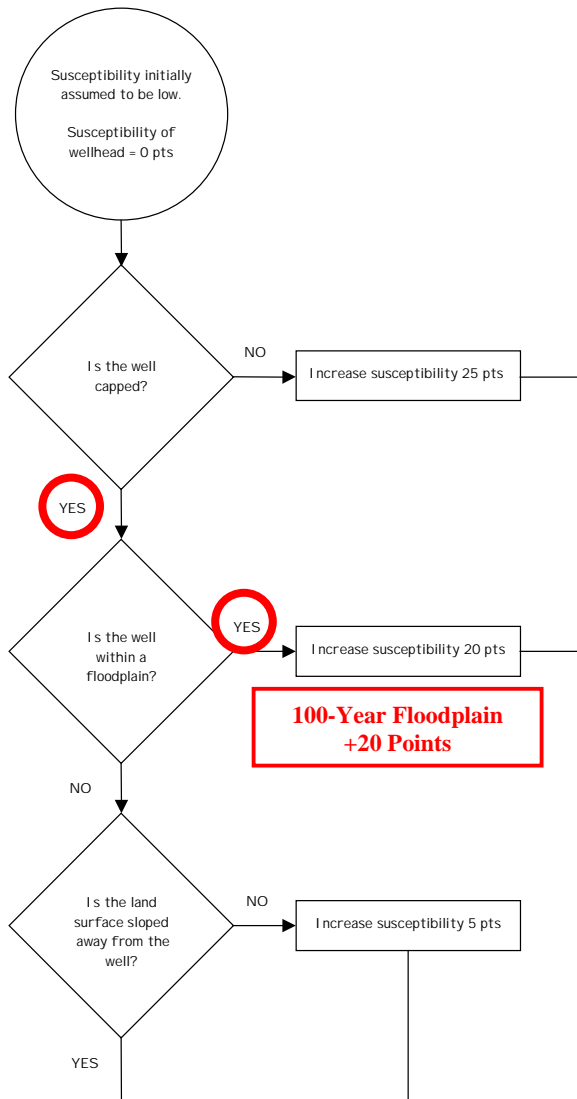 Susceptibility initially
assumed to be low.
Susceptibility of
wellhead = 0 pts
Is the well
capped?
NO
Increase susceptibility 25 pts
YES
Is the well
within a
floodplain?
YES
Increase susceptibility 20 pts
100-Year Floodplain
+20 Points
NO
Is the land
surface sloped
away from the
well?
NO
Increase susceptibility 5 pts
YES